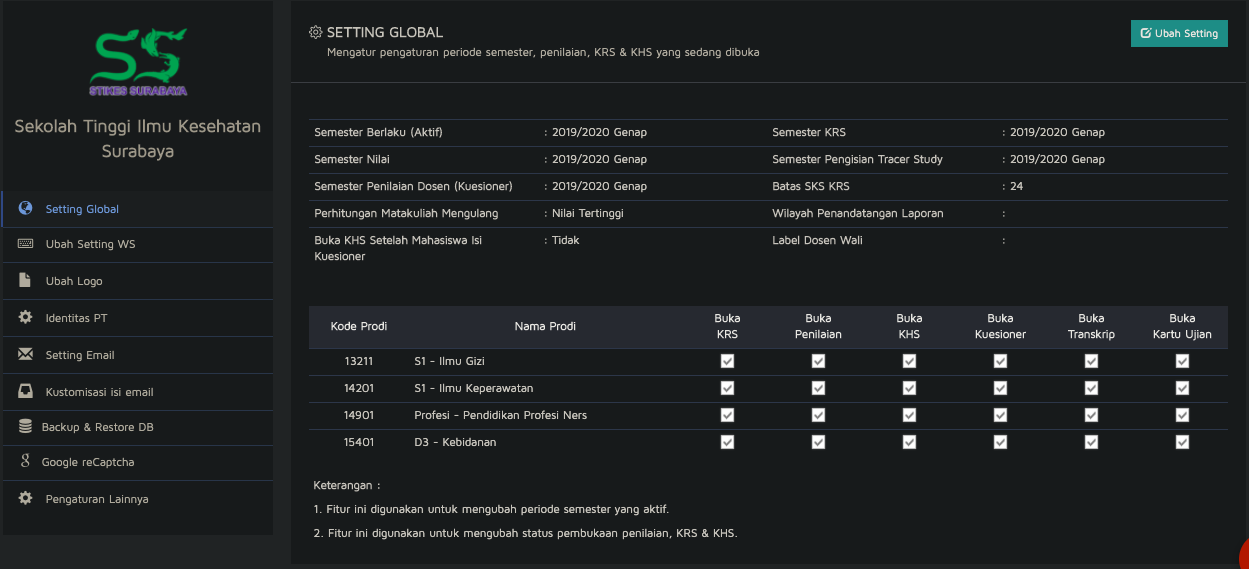 STIKES SURABAYA
Sekolah Tinggi Ilmu Kesehatan
Surabaya
Setting Global
Ubah Setting WS
Ubah Logo
Identitas PT
Setting Email
Kustomisasi isi email
Backup & Restore DB
Google reCaptcha
Pengaturan Lainnya
SETTING GLOBAL
Mengatur pengaturan periode semester, penilaian, KRS & KHS yang sedang dibuka
Ubah Setting
Semester Berlaku (Aktif) : 2019/2020 Genap Semester KRS : 2019/2020 Genap
Semester Nilai : 2019/2020 Genap Semester Pengisian Tracer Study : 2019/2020 Genap
Semester Penilaian Dosen (Kuesioner) : 2019/2020 Genap Batas SKS KRS : 24
Perhitungan Matakuliah Mengulang : Nilai Tertinggi Wilayah Penandatangan Laporan :
Buka KHS Setelah Mahasiswa Isi : Tidak Label Dosen Wali :
Kuesioner
Kode Prodi Nama Prodi Buka KRS Buka Penilaian Buka KHS Buka Kuesioner Buka Transkrip Buka Kartu Ujian
13211 S1 - Ilmu Gizi
14201 S1 - Ilmu Keperawatan
14901 Profesi - Pendidikan Profesi Ners
15401 D3 - Kebidanan
Keterangan :
1. Fitur ini digunakan untuk mengubah periode semester yang aktif.
2. Fitur ini digunakan untuk mengubah status pembukaan penilaian, KRS & KHS.